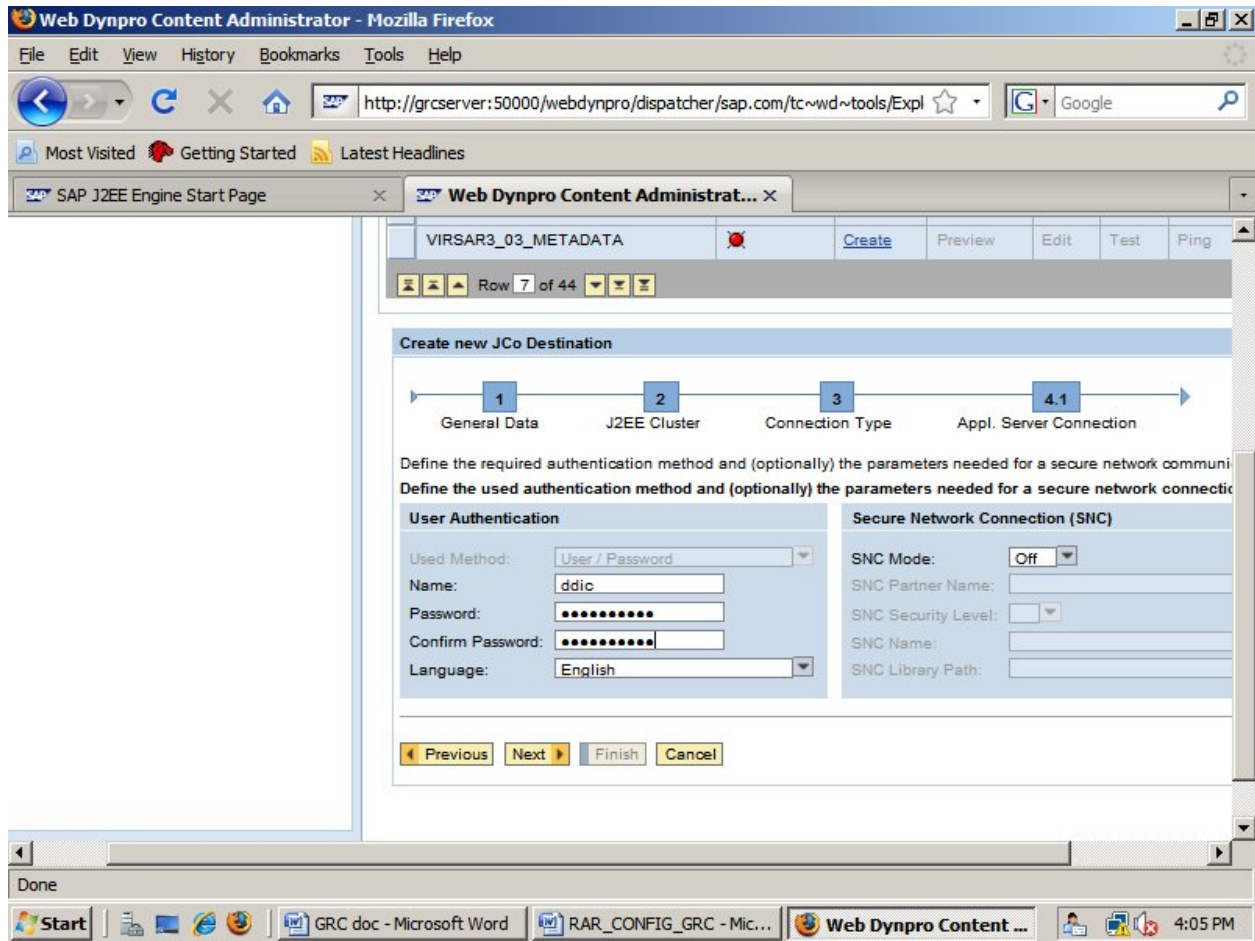 Web Dynpro Content Administrator - Mozilla Firefox
File Edit View History Bookmarks Tools Help
SAP http://grcserver:50000/webdynpro/dispatcher/sap.com/tc~wd~tools/Expl G Google
Most Visited Getting Started Latest Headlines
SAP SAP J2EE Engine Start Page SAP Web Dynpro Content Administrat...
VIRSAR3_03_METADATA Create Preview Edit Test Ping
Row 7 of 44
Create new JCo Destination
1 2 3 4.1
General Data J2EE Cluster Connection Type Appl. Server Connection
Define the required authentication method and (optionally) the parameters needed for a secure network communi
Define the used authentication method and (optionally) the parameters needed for a secure network connectic
User Authentication
Used Method: User / Password
Name: ddic
Password: ••••••••••
Confirm Password: ••••••••••
Language: English
Secure Network Connection (SNC)
SNC Mode: Off
SNC Partner Name:
SNC Security Level:
SNC Name:
SNC Library Path:
Previous Next Finish Cancel
Done
Start GRC doc - Microsoft Word RAR_CONFIG_GRC - Mic... Web Dynpro Content ... 4:05 PM